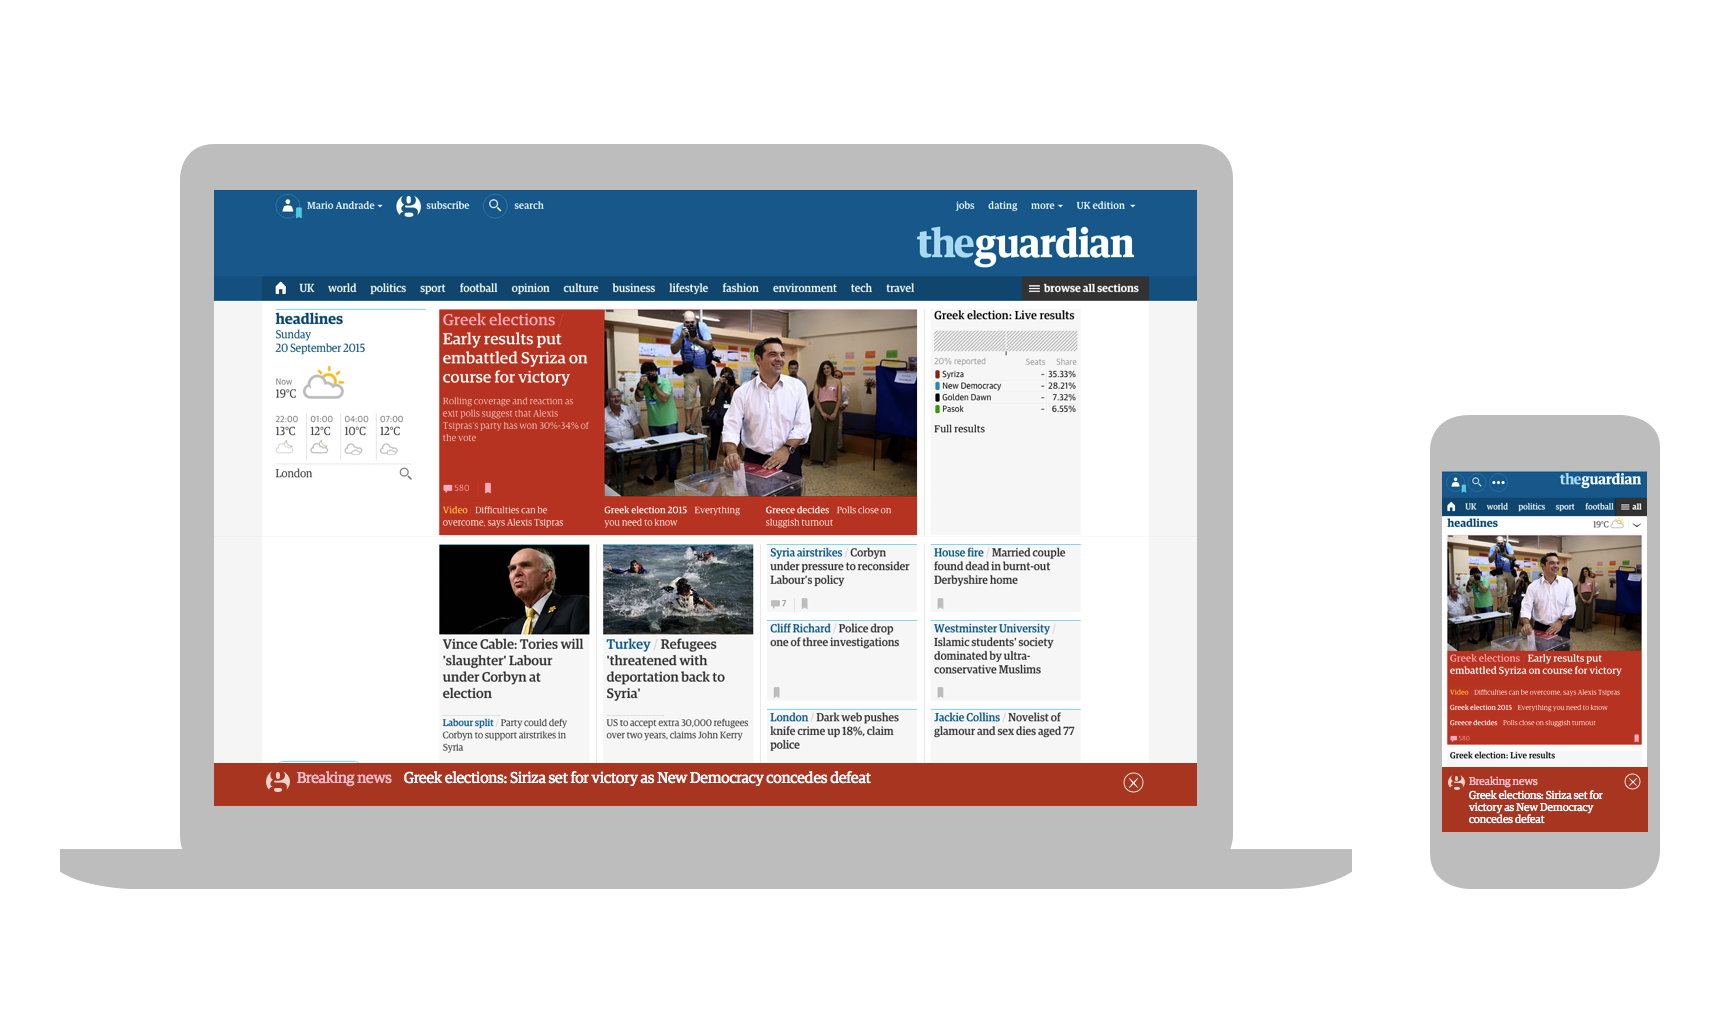 Mario Andrade
subscribe
search
jobs
dating
more
UK edition
theguardian
UK world politics sport football opinion culture business lifestyle fashion environment tech travel
browse all sections
headlines
Sunday
20 September 2015
Now
19°C
22:00 01:00 04:00 07:00
13°C 12°C 10°C 12°C
London
Greek elections /
Early results put
embattled Syriza on
course for victory
Rolling coverage and reaction as
exit polls suggest that Alexis
Tsipras's party has won 30%-34% of
the vote
580
Video Difficulties can be
overcome, says Alexis Tsipras
Greek election 2015 Everything
you need to know
Greece decides Polls close on
sluggish turnout
Greek election: Live results
20% reported Seats Share
Syriza - 35.33%
New Democracy - 28.21%
Golden Dawn - 7.32%
Pasok - 6.55%
Full results
Vince Cable: Tories will
'slaughter' Labour
under Corbyn at
election
Labour split / Party could defy
Corbyn to support airstrikes in
Syria
Turkey / Refugees
'threatened with
deportation back to
Syria'
US to accept extra 30,000 refugees
over two years, claims John Kerry
Syria airstrikes / Corbyn
under pressure to reconsider
Labour's policy
7
Cliff Richard / Police drop
one of three investigations
London / Dark web pushes
knife crime up 18%, claim
police
House fire / Married couple
found dead in burnt-out
Derbyshire home
Westminster University /
Islamic students' society
dominated by ultra-
conservative Muslims
Jackie Collins / Novelist of
glamour and sex dies aged 77
Breaking news Greek elections: Siriza set for victory as New Democracy concedes defeat
theguardian
UK world politics sport football all
headlines
19°C
Greek elections Early results put
embattled Syriza on course for victory
Video Difficulties can be overcome, says Alexis Tsipras
Greek election 2015 Everything you need to know
Greece decides Polls close on sluggish turnout
580
Greek election: Live results
Breaking news
Greek elections: Siriza set for
victory as New Democracy
concedes defeat